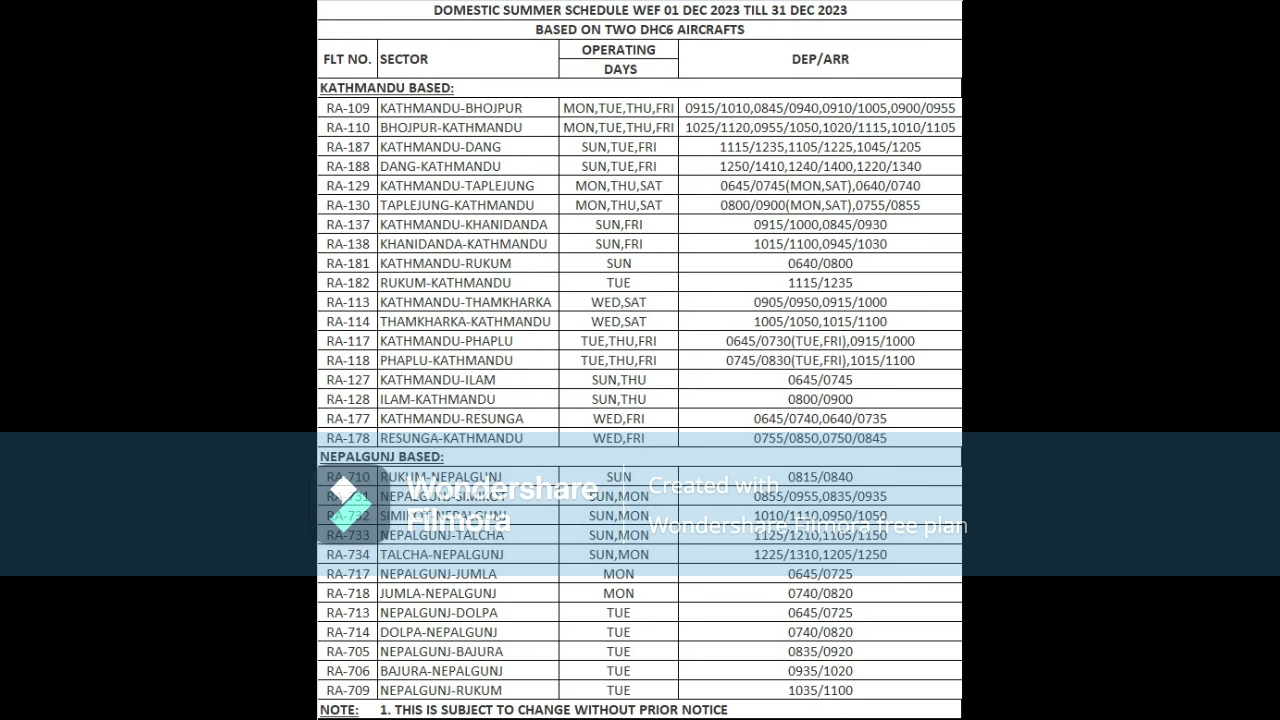 DOMESTIC SUMMER SCHEDULE WEF 01 DEC 2023 TILL 31 DEC 2023
BASED ON TWO DHC6 AIRCRAFTS
FLT NO. SECTOR OPERATING DAYS DEP/ARR
KATHMANDU BASED:
RA-109 KATHMANDU-BHOJPUR MON,TUE,THU,FRI 0915/1010,0845/0940,0910/1005,0900/0955
RA-110 BHOJPUR-KATHMANDU MON,TUE,THU,FRI 1025/1120,0955/1050,1020/1115,1010/1105
RA-187 KATHMANDU-DANG SUN,TUE,FRI 1115/1235,1105/1225,1045/1205
RA-188 DANG-KATHMANDU SUN,TUE,FRI 1250/1410,1240/1400,1220/1340
RA-129 KATHMANDU-TAPLEJUNG MON,THU,SAT 0645/0745(MON,SAT),0640/0740
RA-130 TAPLEJUNG-KATHMANDU MON,THU,SAT 0800/0900(MON,SAT),0755/0855
RA-137 KATHMANDU-KHANIDANDA SUN,FRI 0915/1000,0845/0930
RA-138 KHANIDANDA-KATHMANDU SUN,FRI 1015/1100,0945/1030
RA-181 KATHMANDU-RUKUM SUN 0640/0800
RA-182 RUKUM-KATHMANDU TUE 1115/1235
RA-113 KATHMANDU-THAMKHARKA WED,SAT 0905/0950,0915/1000
RA-114 THAMKHARKA-KATHMANDU WED,SAT 1005/1050,1015/1100
RA-117 KATHMANDU-PHAPLU TUE,THU,FRI 0645/0730(TUE,FRI),0915/1000
RA-118 PHAPLU-KATHMANDU TUE,THU,FRI 0745/0830(TUE,FRI),1015/1100
RA-127 KATHMANDU-ILAM SUN,THU 0645/0745
RA-128 ILAM-KATHMANDU SUN,THU 0800/0900
RA-177 KATHMANDU-RESUNGA WED,FRI 0645/0740,0640/0735
RA-178 RESUNGA-KATHMANDU WED,FRI 0755/0850,0750/0845
NEPALGUNJ BASED:
RA-710 RUKUM-NEPALGUNJ SUN 0815/0840
RA-731 NEPALGUNJ-SIMIKOT SUN,MON 0855/0955,0835/0935
RA-732 SIMIKOT-NEPALGUNJ SUN,MON 1010/1110,0950/1050
RA-733 NEPALGUNJ-TALCHA SUN,MON 1125/1210,1105/1150
RA-734 TALCHA-NEPALGUNJ SUN,MON 1225/1310,1205/1250
RA-717 NEPALGUNJ-JUMLA MON 0645/0725
RA-718 JUMLA-NEPALGUNJ MON 0740/0820
RA-713 NEPALGUNJ-DOLPA TUE 0645/0725
RA-714 DOLPA-NEPALGUNJ TUE 0740/0820
RA-705 NEPALGUNJ-BAJURA TUE 0835/0920
RA-706 BAJURA-NEPALGUNJ TUE 0935/1020
RA-709 NEPALGUNJ-RUKUM TUE 1035/1100
NOTE: 1. THIS IS SUBJECT TO CHANGE WITHOUT PRIOR NOTICE
Wondershare
Filmora
Created with
Wondershare Filmora free plan